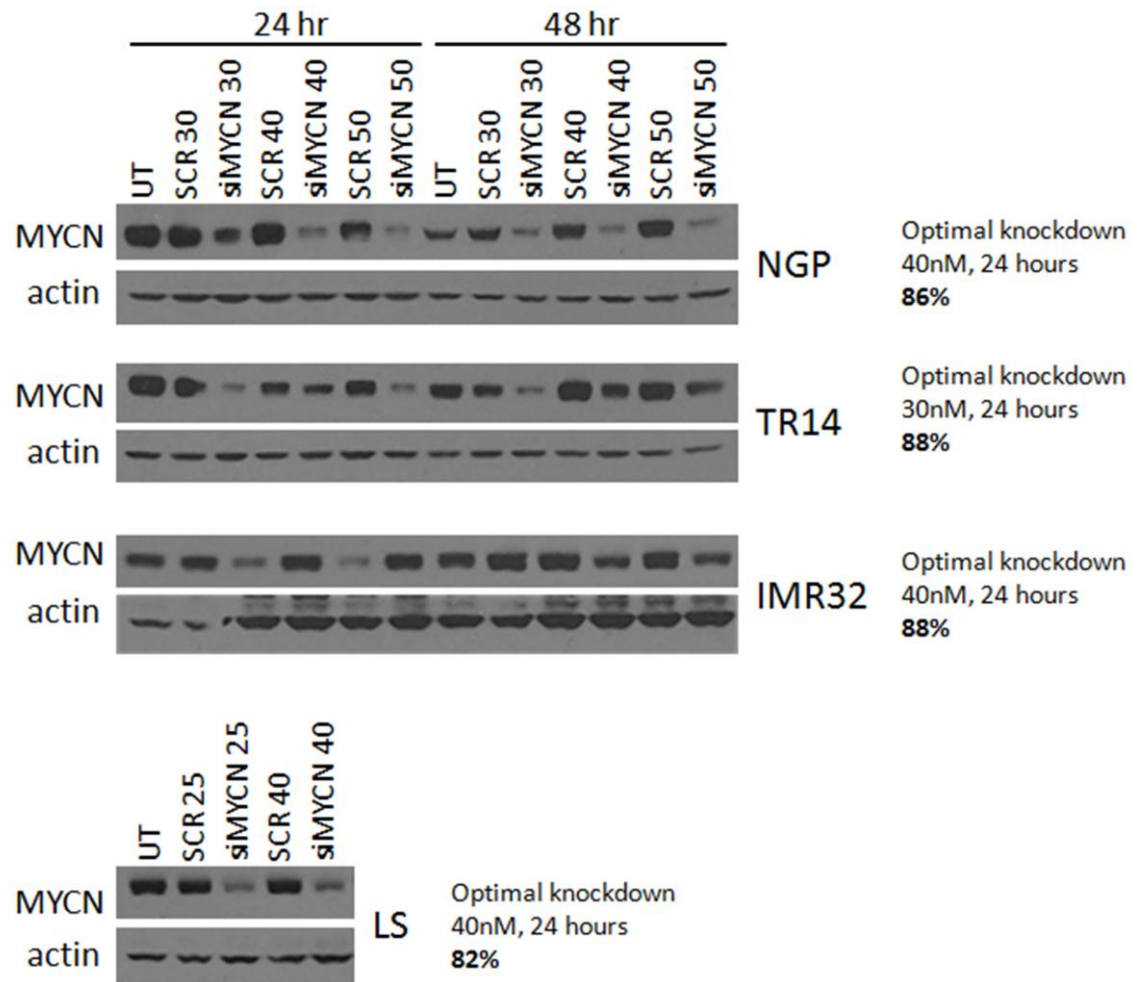 24 hr 48 hr
UT SCR 30 siMYCN 30 SCR 40 siMYCN 40 SCR 50 siMYCN 50 UT SCR 30 siMYCN 30 SCR 40 siMYCN 40 SCR 50 siMYCN 50
MYCN
actin
NGP
Optimal knockdown
40nM, 24 hours
86%
MYCN
actin
TR14
Optimal knockdown
30nM, 24 hours
88%
MYCN
actin
IMR32
Optimal knockdown
40nM, 24 hours
88%
UT SCR 25 siMYCN 25 SCR 40 siMYCN 40
MYCN
actin
LS
Optimal knockdown
40nM, 24 hours
82%